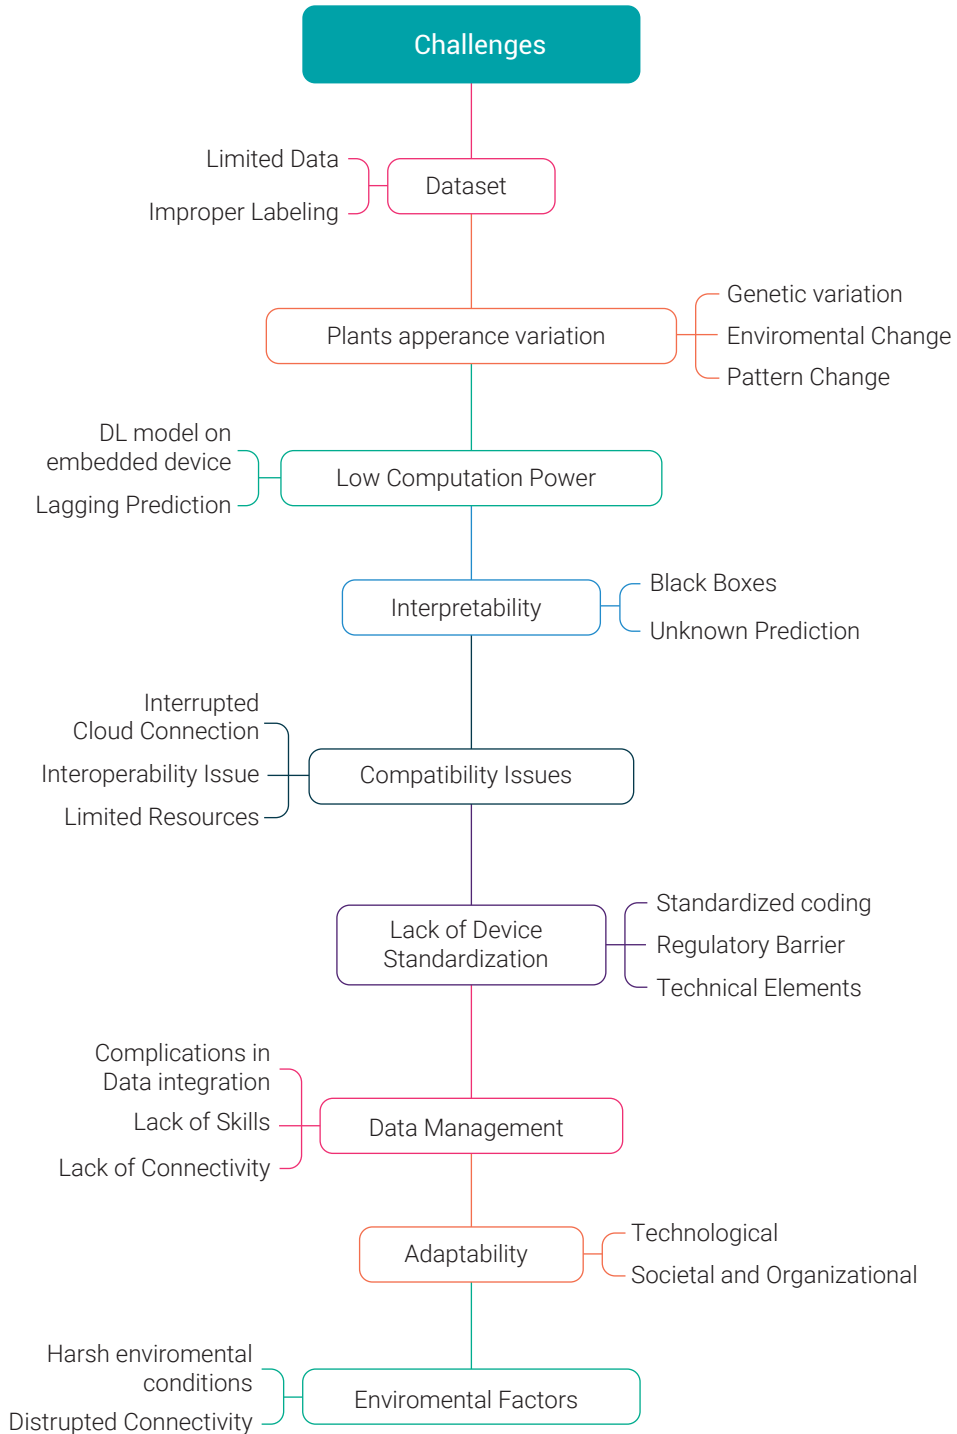 Challenges
Limited Data
Improper Labeling
Dataset
Plants apperance variation
Genetic variation
Enviromental Change
Pattern Change
DL model on
embedded device
Lagging Prediction
Low Computation Power
Interpretability
Black Boxes
Unknown Prediction
Interrupted
Cloud Connection
Interoperability Issue
Limited Resources
Compatibility Issues
Lack of Device
Standardization
Standardized coding
Regulatory Barrier
Technical Elements
Complications in
Data integration
Lack of Skills
Lack of Connectivity
Data Management
Adaptability
Technological
Societal and Organizational
Harsh enviromental
conditions
Distrupted Connectivity
Enviromental Factors